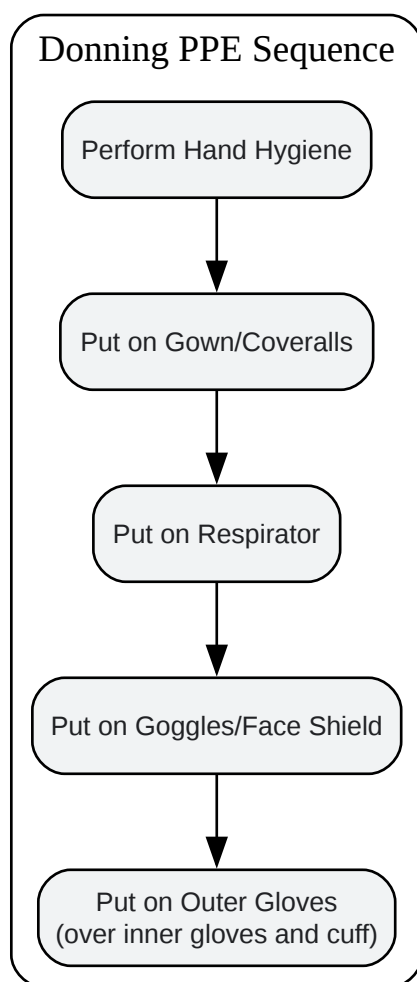 Donning PPE Sequence
Perform Hand Hygiene
Put on Gown/Coveralls
Put on Respirator
Put on Goggles/Face Shield
Put on Outer Gloves
(over inner gloves and cuff)